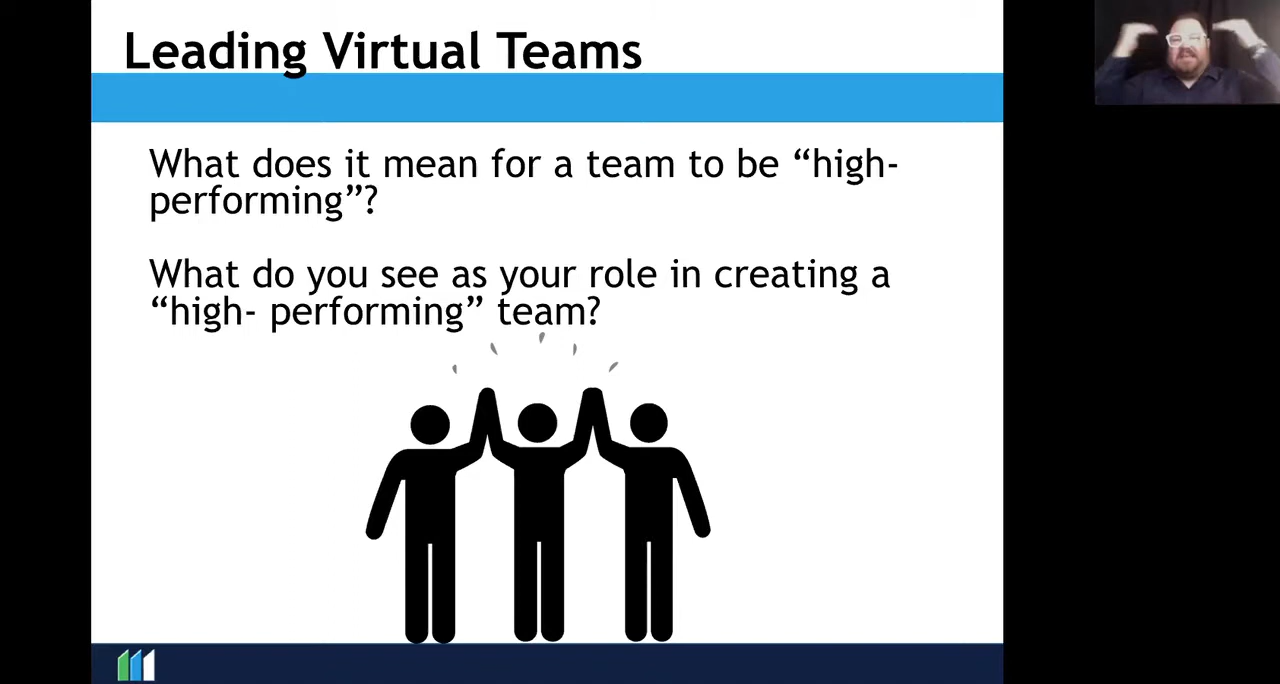 Leading Virtual Teams
What does it mean for a team to be “high-
performing”?
What do you see as your role in creating a
“high- performing” team?